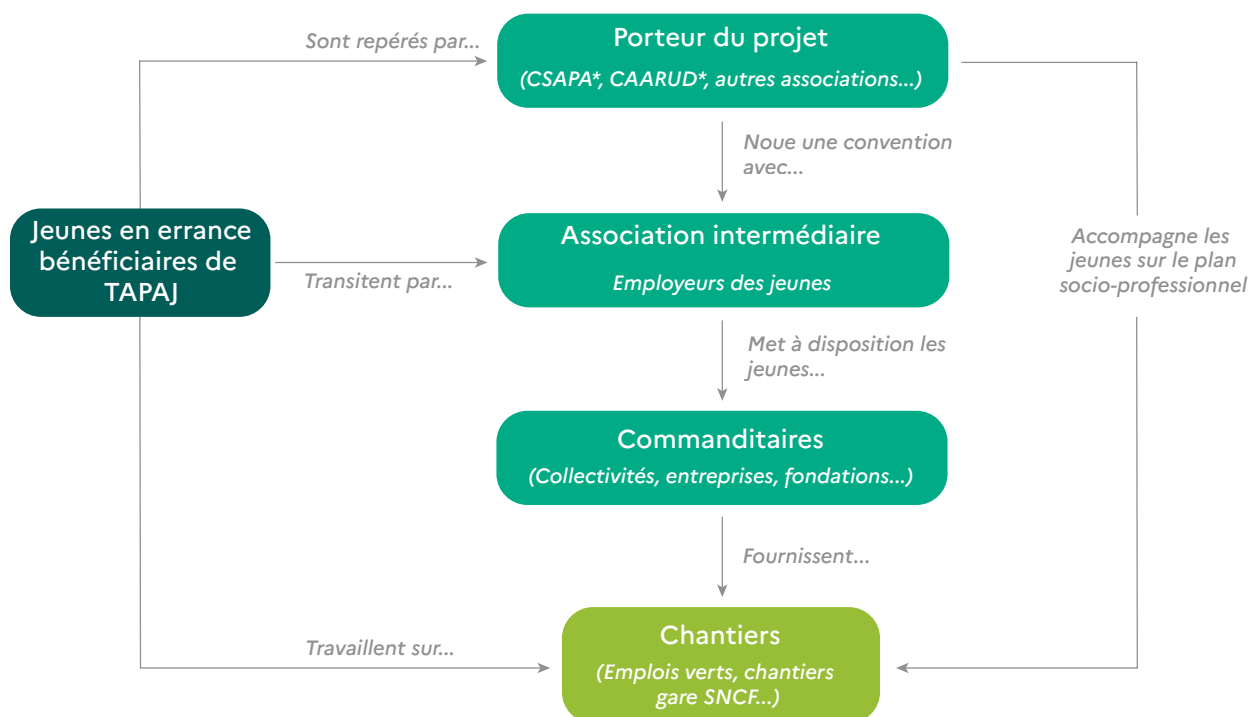 Sont repérés par...
Porteur du projet
(CSAPA*, CAARUD*, autres associations...)
Noue une convention
avec...
Jeunes en errance
bénéficiaires de
TAPAJ
Transitent par...
Association intermédiaire
Employeurs des jeunes
Accompagne les
jeunes sur le plan
socio-professionnel
Met à disposition les
jeunes...
Commanditaires
(Collectivités, entreprises, fondations...)
Fournissent...
Travaillent sur...
Chantiers
(Emplois verts, chantiers
gare SNCF...)